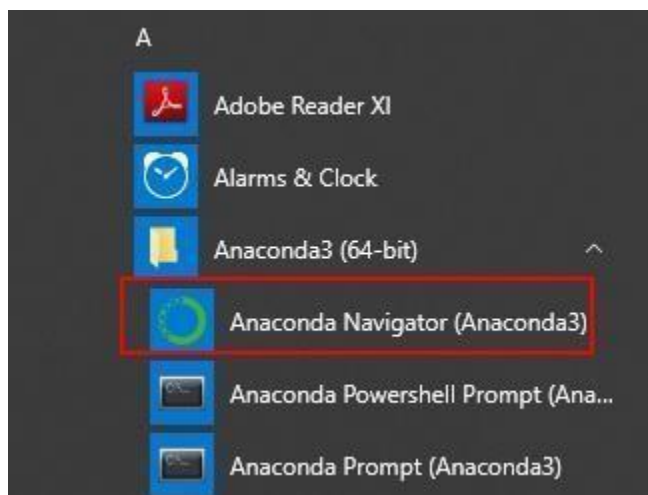 A
Adobe Reader XI
Alarms & Clock
Anaconda3 (64-bit)
Anaconda Navigator (Anaconda3)
Anaconda Powershell Prompt (Ana...
Anaconda Prompt (Anaconda3)